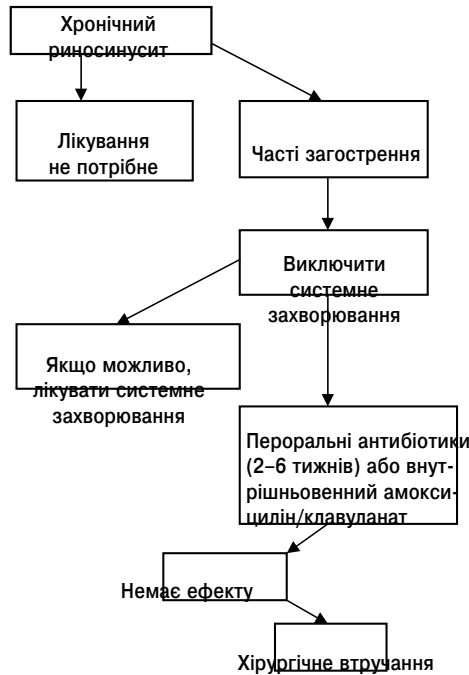 Хронічний
риносинусит
Лікування
не потрібне
Часті загострення
Виключити
системне
захворювання
Якщо можливо,
лікувати системне
захворювання
Пероральні антибіотики
(2–6 тижнів) або внут-
рішньовенний амокси-
цилін/клавуланат
Немає ефекту
Хірургічне втручання